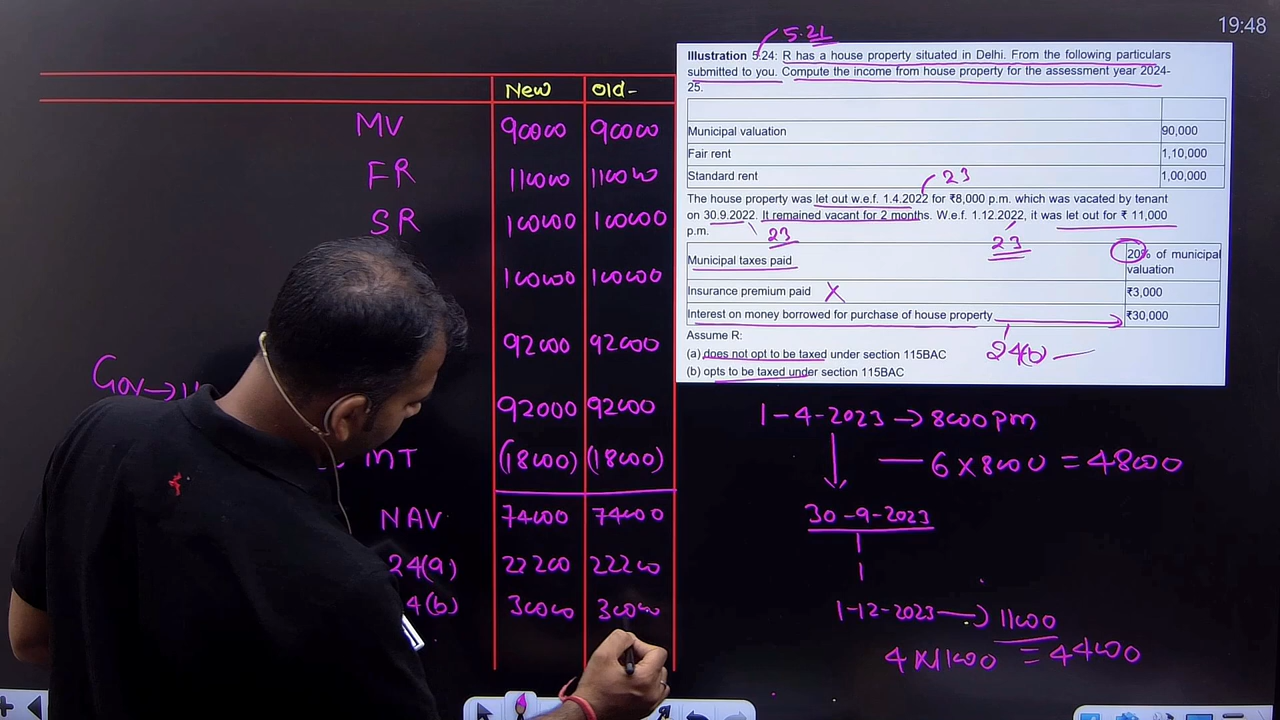 19:48
5.21
Illustration 5.24: R has a house property situated in Delhi. From the following particulars
submitted to you. Compute the income from house property for the assessment year 2024-
25.
Municipal valuation 90,000
Fair rent 1,10,000
Standard rent 1,00,000
23
The house property was let out w.e.f. 1.4.2022 for ₹8,000 p.m. which was vacated by tenant
on 30.9.2022. It remained vacant for 2 months. W.e.f. 1.12.2022, it was let out for ₹ 11,000
p.m.
23 23
Municipal taxes paid 20% of municipal
valuation
Insurance premium paid X ₹3,000
Interest on money borrowed for purchase of house property ₹30,000
24(b)
Assume R:
(a) does not opt to be taxed under section 115BAC
(b) opts to be taxed under section 115BAC
New Old-
MV 90000 90000
FR 110000 110000
SR 100000 100000
100000 100000
92000 92000
Gav →
92000 92000
MT (18000) (18000)
NAV 74000 74000
24(a) 22200 22200
4(b) 30000 30000
1-4-2023 → 8000 pm
— 6 X 8000 = 48000
30-9-2023
1-12-2023 → 11000
4 X 11000 = 44000